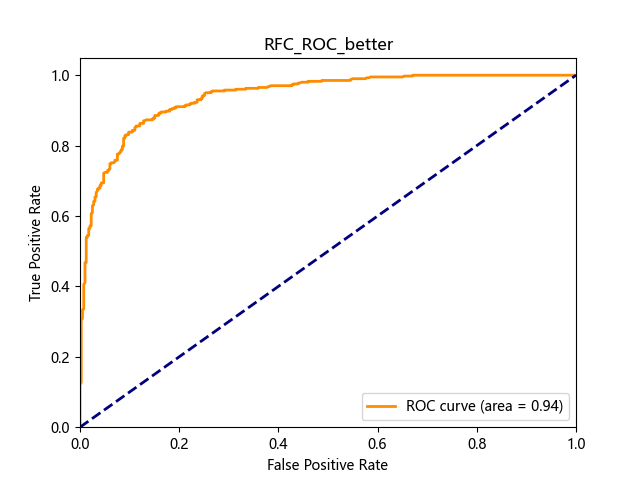 RFC_ROC_better
True Positive Rate
1.0
0.8
0.6
0.4
0.2
0.0
ROC curve (area = 0.94)
0.0 0.2 0.4 0.6 0.8 1.0
False Positive Rate